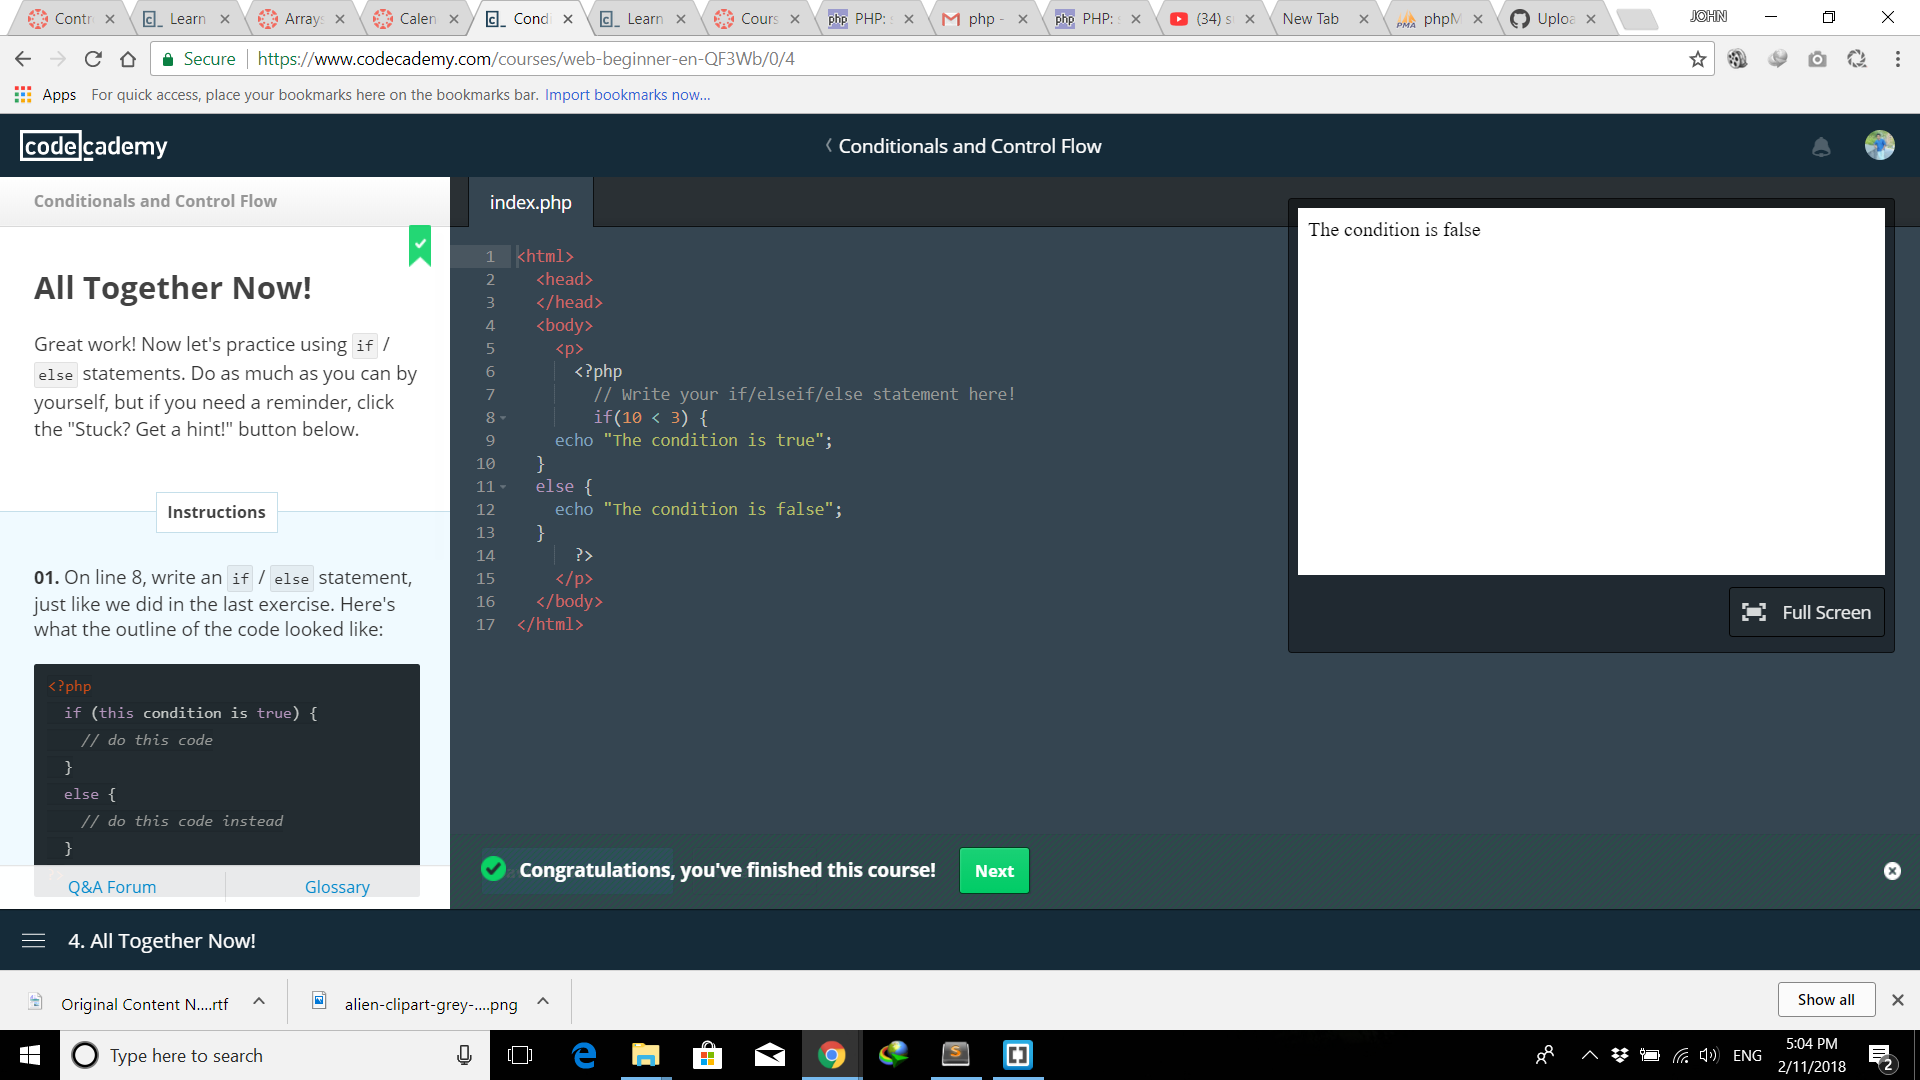 Contr
Learn
Array
Calen
Condi
Learn
Cours
PHP:
php -
PHP:
(34) s
New Tab
phpM
Uploa
JOHN
Secure
https://www.codecademy.com/courses/web-beginner-en-QF3Wb/0/4
Apps
For quick access, place your bookmarks here on the bookmarks bar. Import bookmarks now...
codecademy
Conditionals and Control Flow
Conditionals and Control Flow
All Together Now!
Great work! Now let's practice using if /
else statements. Do as much as you can by
yourself, but if you need a reminder, click
the "Stuck? Get a hint!" button below.
Instructions
01. On line 8, write an if / else statement,
just like we did in the last exercise. Here's
what the outline of the code looked like:
<?php
if (this condition is true) {
// do this code
}
else {
// do this code instead
}
Q&A Forum
Glossary
index.php
1 <html>
2 <head>
3 </head>
4 <body>
5 <p>
6 <?php
7 // Write your if/elseif/else statement here!
8 if(10 < 3) {
9 echo "The condition is true";
10 }
11 else {
12 echo "The condition is false";
13 }
14 ?>
15 </p>
16 </body>
17 </html>
The condition is false
Full Screen
Congratulations, you've finished this course!
Next
4. All Together Now!
Original Content N....rtf
alien-clipart-grey-....png
Show all
Type here to search
ENG
5:04 PM
2/11/2018
2